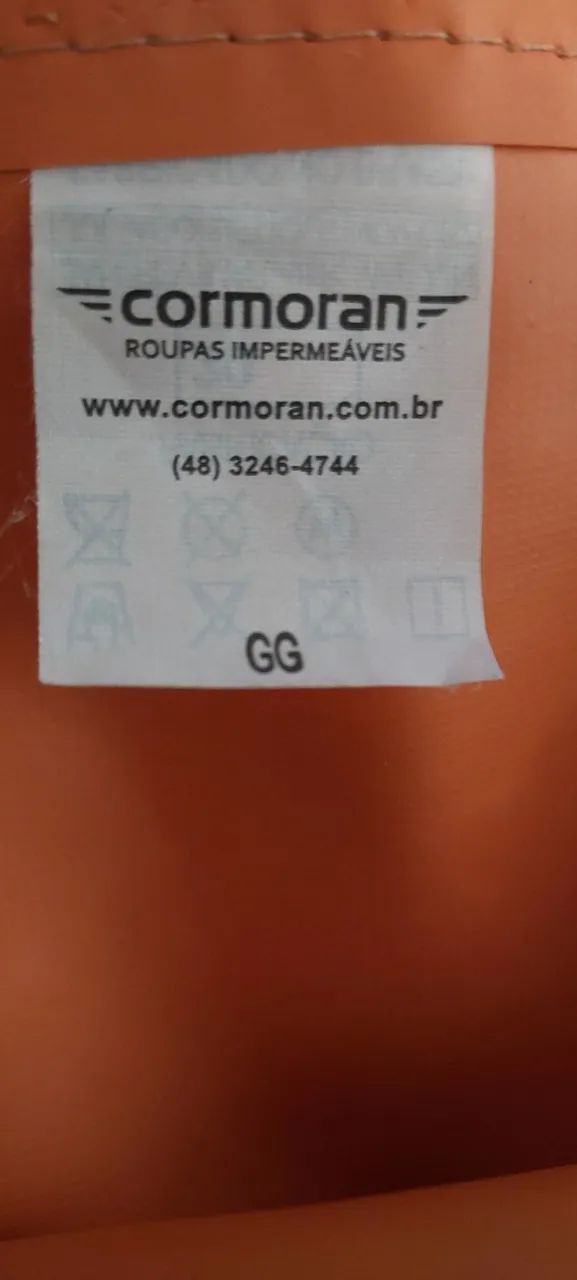 cormoran
ROUPAS IMPERMEÁVEIS
www.cormoran.com.br
(48) 3246-4744
GG